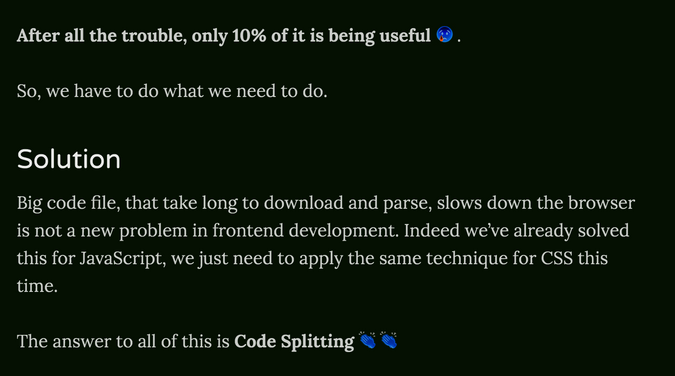 After all the trouble, only 10% of it is being useful 🥵 .
So, we have to do what we need to do.
Solution
Big code file, that take long to download and parse, slows down the browser
is not a new problem in frontend development. Indeed we’ve already solved
this for JavaScript, we just need to apply the same technique for CSS this
time.
The answer to all of this is Code Splitting 👏👏